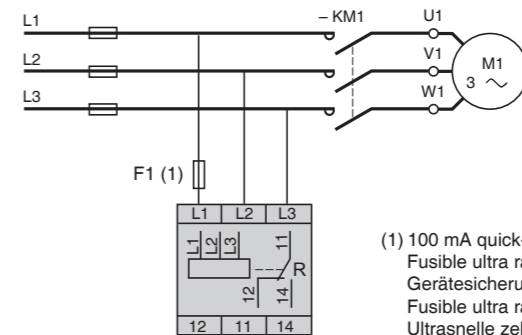 L1 – KM1 U1
L2 V1 M1
3 ~
L3 W1
F1 (1)
L1 L2 L3
L1 L2 L3 11
R
12 14
12 11 14
(1) 100 mA quick-
Fusible ultra ra
Gerätesicheru
Fusible ultra ra
Ultrasnelle ze